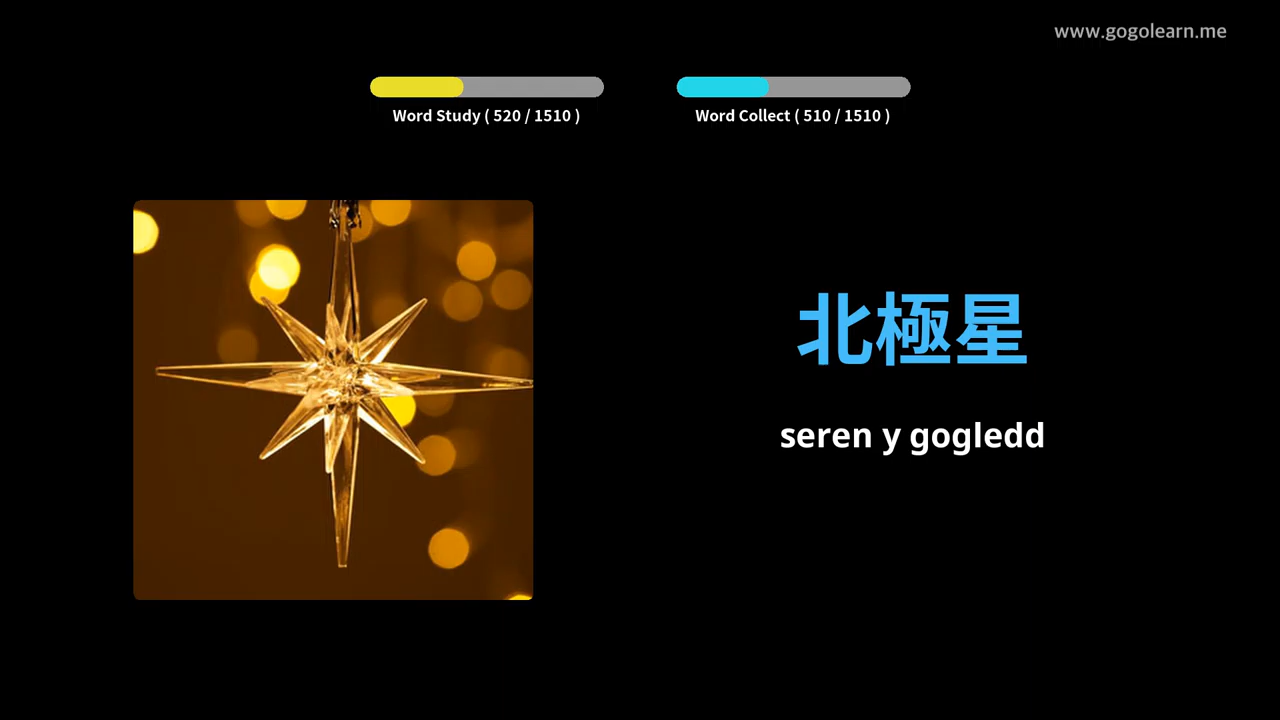 www.gogolearn.me
Word Study ( 520 / 1510 )
Word Collect ( 510 / 1510 )
北極星
seren y gogledd